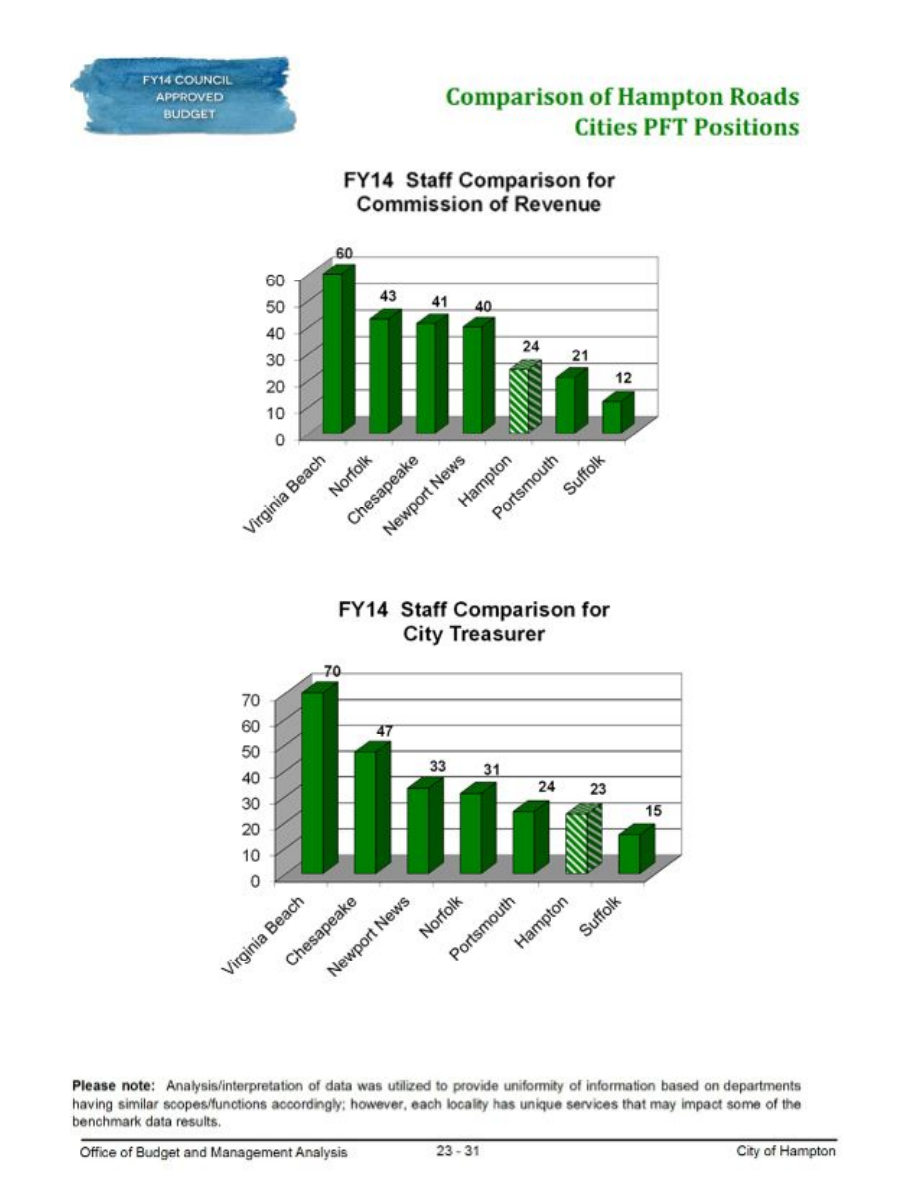 FY14 COUNCIL
APPROVED
BUDGET
Comparison of Hampton Roads
Cities PFT Positions
FY14 Staff Comparison for
Commission of Revenue
60
43
41
40
24
21
12
60
50
40
30
20
10
0
Virginia Beach
Norfolk
Chesapeake
Newport News
Hampton
Portsmouth
Suffolk
FY14 Staff Comparison for
City Treasurer
70
47
33
31
24
23
15
70
60
50
40
30
20
10
0
Virginia Beach
Chesapeake
Newport News
Norfolk
Portsmouth
Hampton
Suffolk
Please note: Analysis/interpretation of data was utilized to provide uniformity of information based on departments
having similar scopes/functions accordingly; however, each locality has unique services that may impact some of the
benchmark data results.
Office of Budget and Management Analysis 23 - 31 City of Hampton